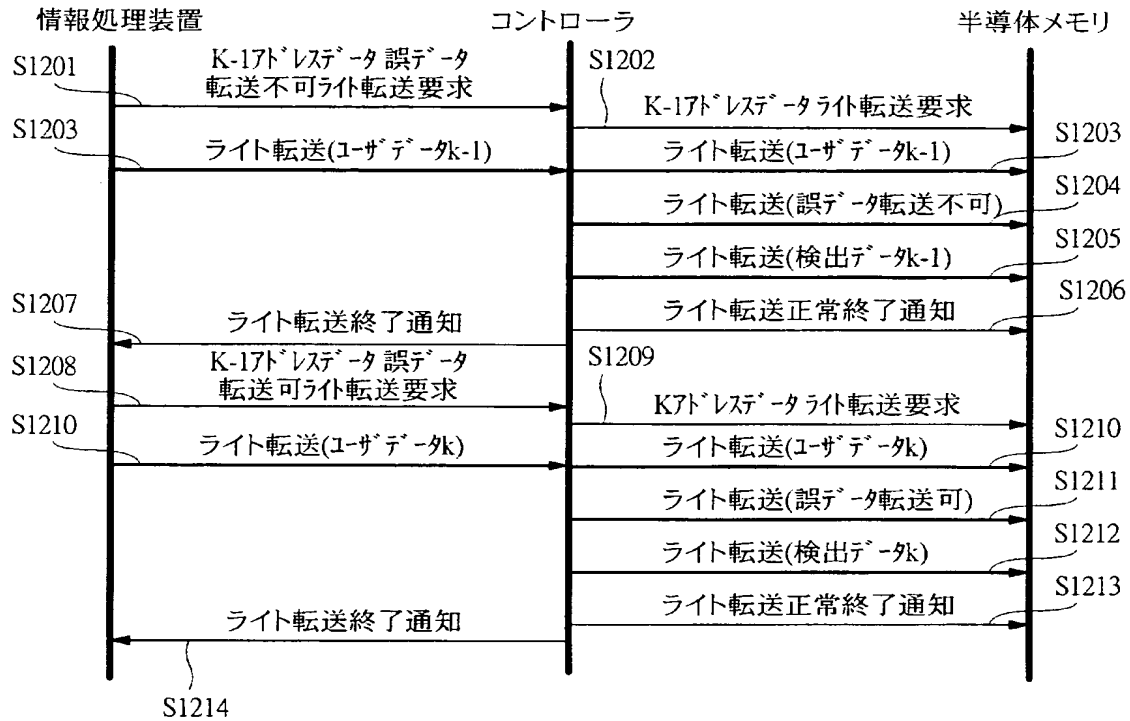 情報処理装置
コントローラ
半導体メモリ
S1201
K-1ｱﾄﾞﾚｽﾃﾞｰﾀ 誤ﾃﾞｰﾀ
転送不可ﾗｲﾄ転送要求
S1202
K-1ｱﾄﾞﾚｽﾃﾞｰﾀ ﾗｲﾄ転送要求
S1203
ﾗｲﾄ転送(ﾕｰｻﾞﾃﾞｰﾀk-1)
ﾗｲﾄ転送(ﾕｰｻﾞﾃﾞｰﾀk-1)
S1203
ﾗｲﾄ転送(誤ﾃﾞｰﾀ転送不可)
S1204
ﾗｲﾄ転送(検出ﾃﾞｰﾀk-1)
S1205
S1207
ﾗｲﾄ転送終了通知
ﾗｲﾄ転送正常終了通知
S1206
S1208
K-1ｱﾄﾞﾚｽﾃﾞｰﾀ 誤ﾃﾞｰﾀ
転送可ﾗｲﾄ転送要求
S1209
Kｱﾄﾞﾚｽﾃﾞｰﾀ ﾗｲﾄ転送要求
S1210
ﾗｲﾄ転送(ﾕｰｻﾞﾃﾞｰﾀk)
ﾗｲﾄ転送(ﾕｰｻﾞﾃﾞｰﾀk)
S1210
ﾗｲﾄ転送(誤ﾃﾞｰﾀ転送可)
S1211
ﾗｲﾄ転送(検出ﾃﾞｰﾀk)
S1212
ﾗｲﾄ転送正常終了通知
S1213
ﾗｲﾄ転送終了通知
S1214